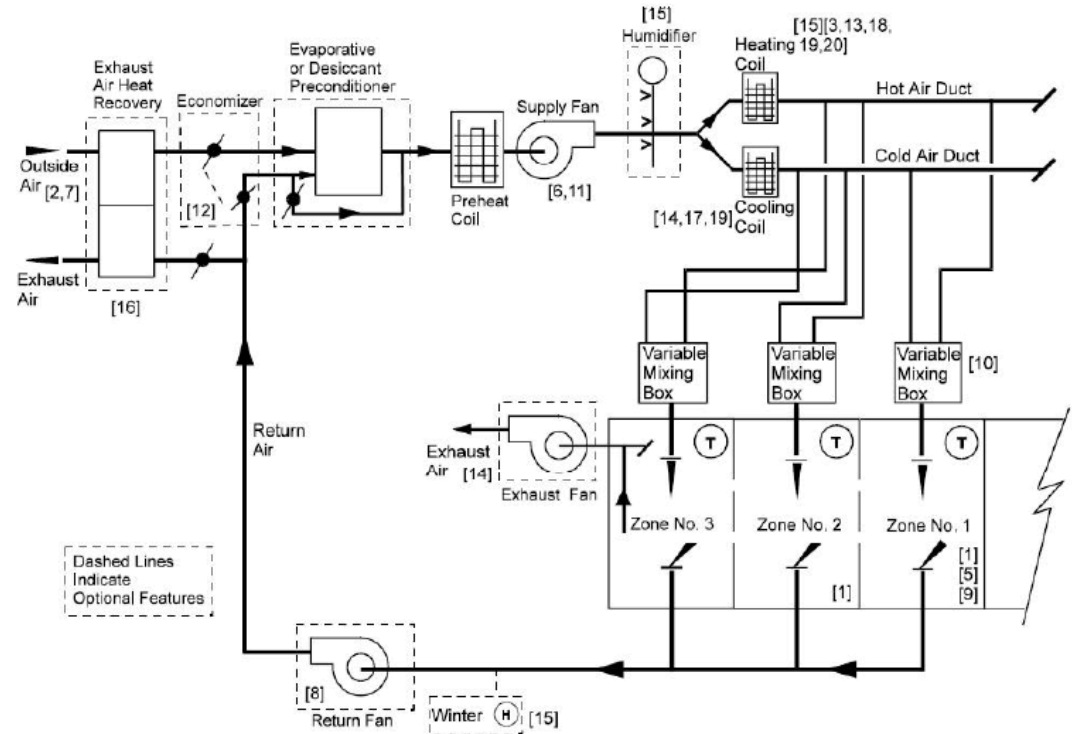 [15]
Humidifier
[15][3,13,18,
Heating 19,20]
Coil
Exhaust
Air Heat
Recovery
Economizer
Evaporative
or Desiccant
Preconditioner
Supply Fan
Hot Air Duct
Outside
Air [2,7]
[12]
Preheat
Coil
[6,11]
Cold Air Duct
[14,17,19]
Cooling
Coil
Exhaust
Air
[16]
Variable
Mixing
Box
Variable
Mixing
Box
Variable
Mixing
Box
[10]
Return
Air
Exhaust
Air [14]
Exhaust Fan
T
T
T
Zone No. 3
Zone No. 2
Zone No. 1
[1]
[1]
[5]
[9]
Dashed Lines
Indicate
Optional Features
[8]
Return Fan
Winter H [15]